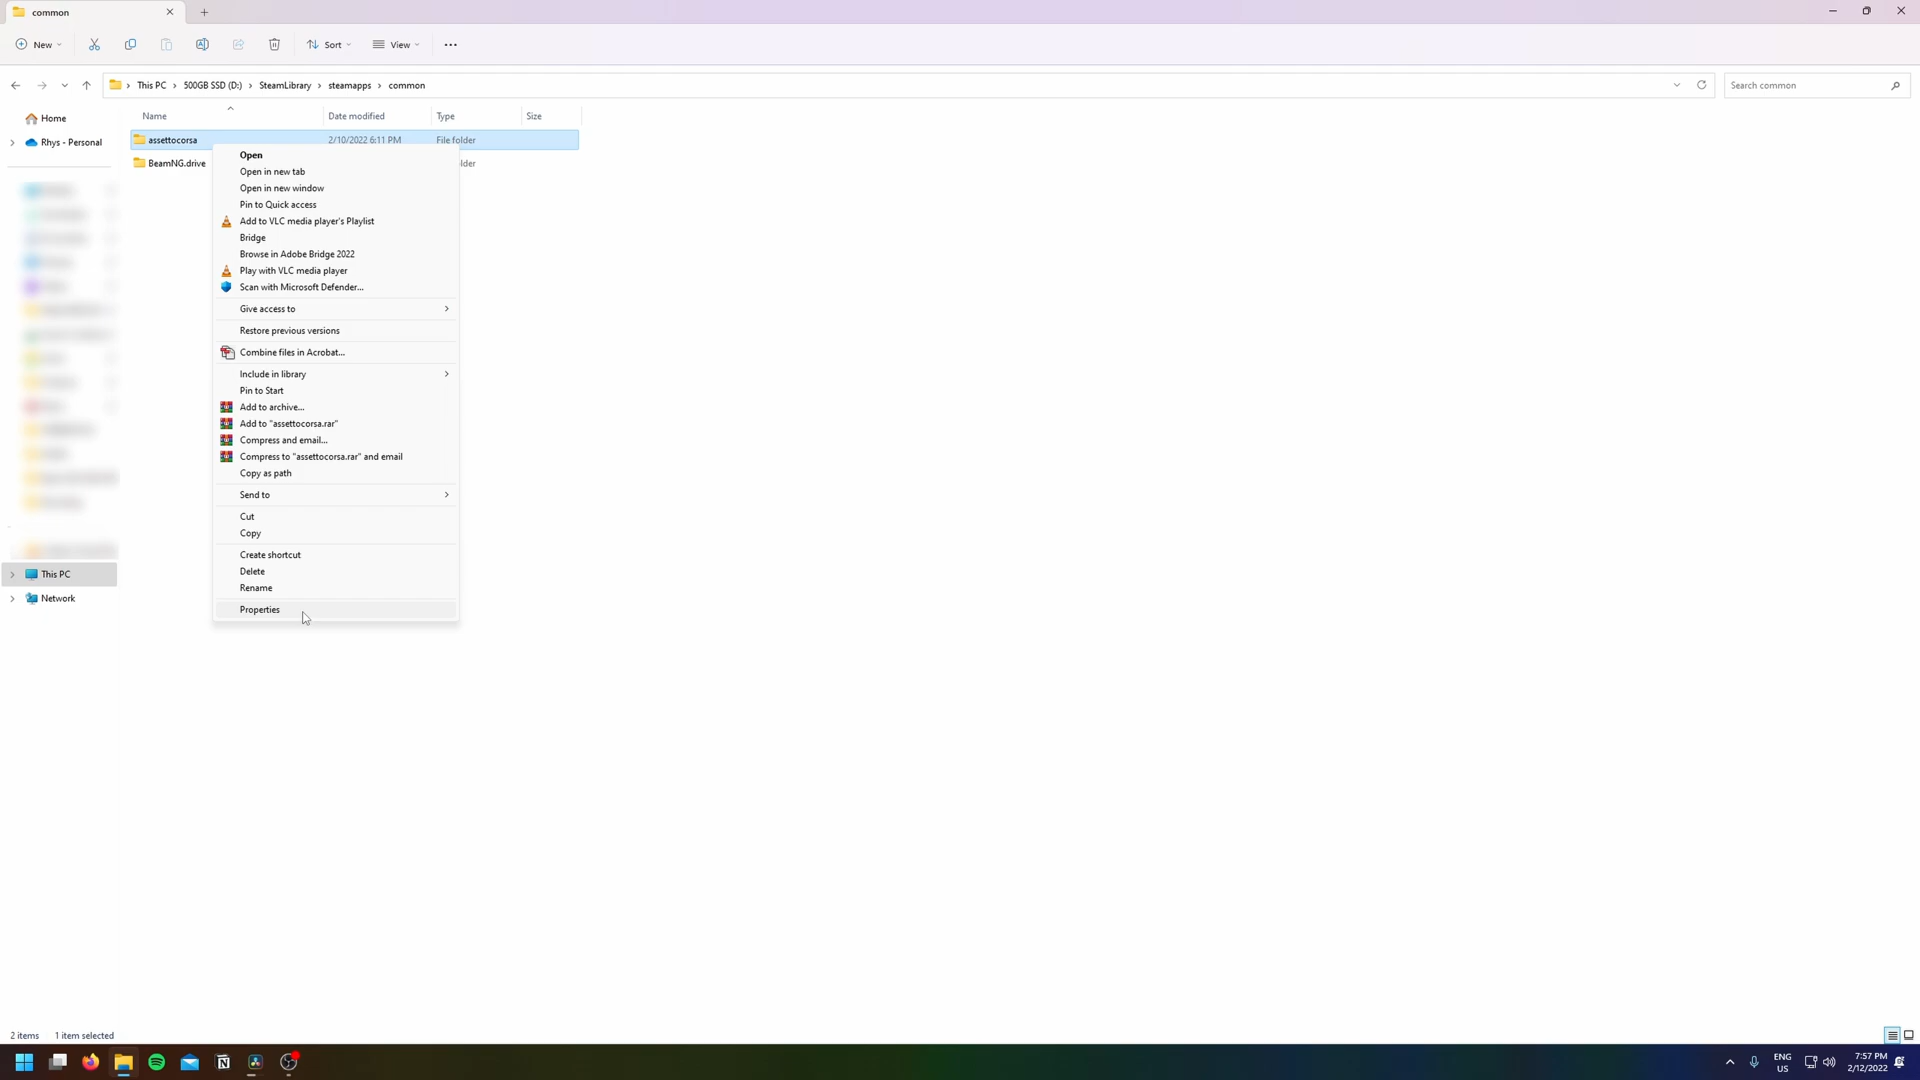 common
New
Sort
View
This PC
500GB SSD (D:)
SteamLibrary
steamapps
common
Search common
Name
Date modified
Type
Size
Home
Rhys - Personal
assettocorsa
2/10/2022 6:11 PM
File folder
BeamNG.drive
older
Open
Open in new tab
Open in new window
Pin to Quick access
Add to VLC media player's Playlist
Bridge
Browse in Adobe Bridge 2022
Play with VLC media player
Scan with Microsoft Defender...
Give access to
Restore previous versions
Combine files in Acrobat...
Include in library
Pin to Start
Add to archive...
Add to "assettocorsa.rar"
Compress and email...
Compress to "assettocorsa.rar" and email
Copy as path
Send to
Cut
Copy
Create shortcut
Delete
Rename
Properties
This PC
Network
2 items
1 item selected
ENG
US
7:57 PM
2/12/2022